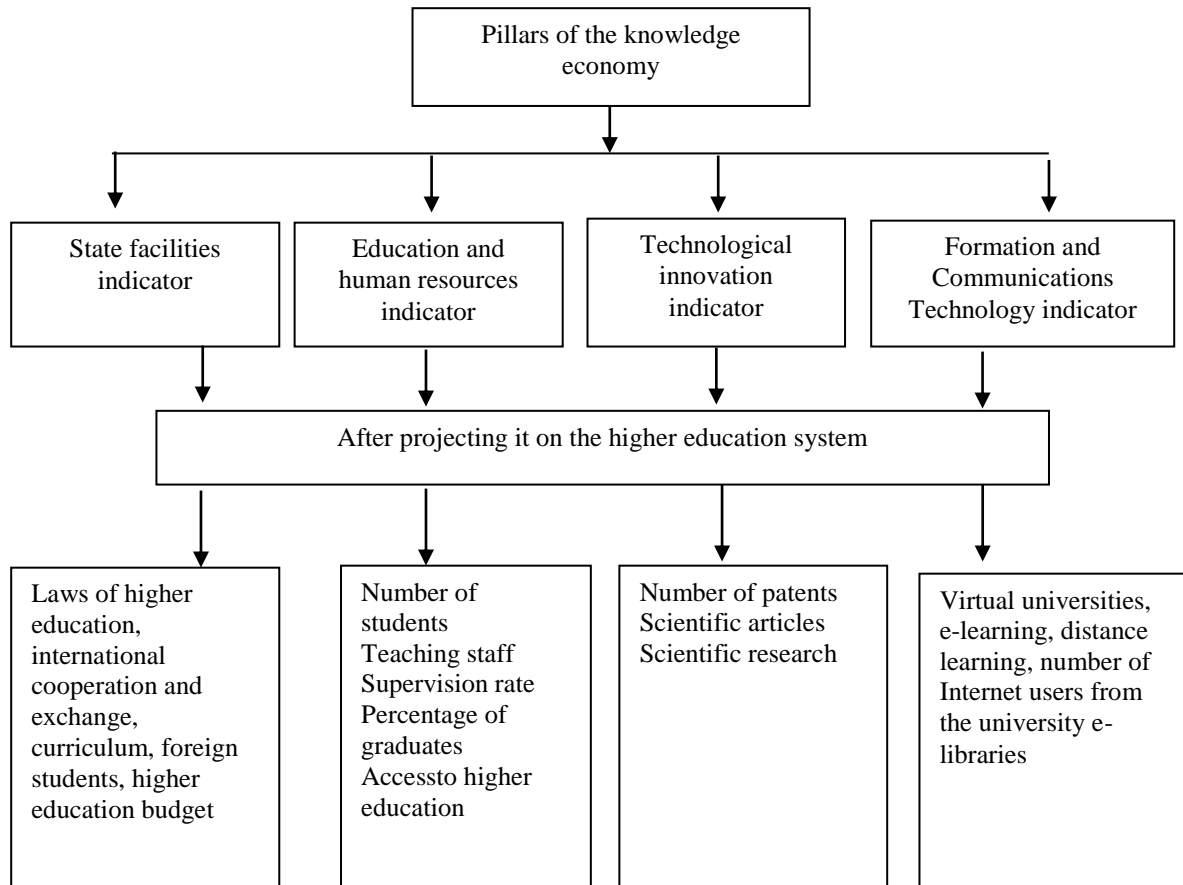 Pillars of the knowledge
economy
State facilities
indicator
Education and
human resources
indicator
Technological
innovation
indicator
Formation and
Communications
Technology indicator
After projecting it on the higher education system
Laws of higher
education,
international
cooperation and
exchange,
curriculum, foreign
students, higher
education budget
Number of
students
Teaching staff
Supervision rate
Percentage of
graduates
Accessto higher
education
Number of patents
Scientific articles
Scientific research
Virtual universities,
e-learning, distance
learning, number of
Internet users from
the university e-
libraries